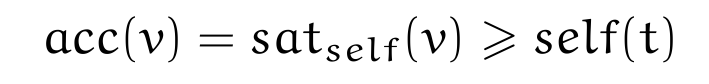 acc(v) = sat_self(v) ⩾ self(t)